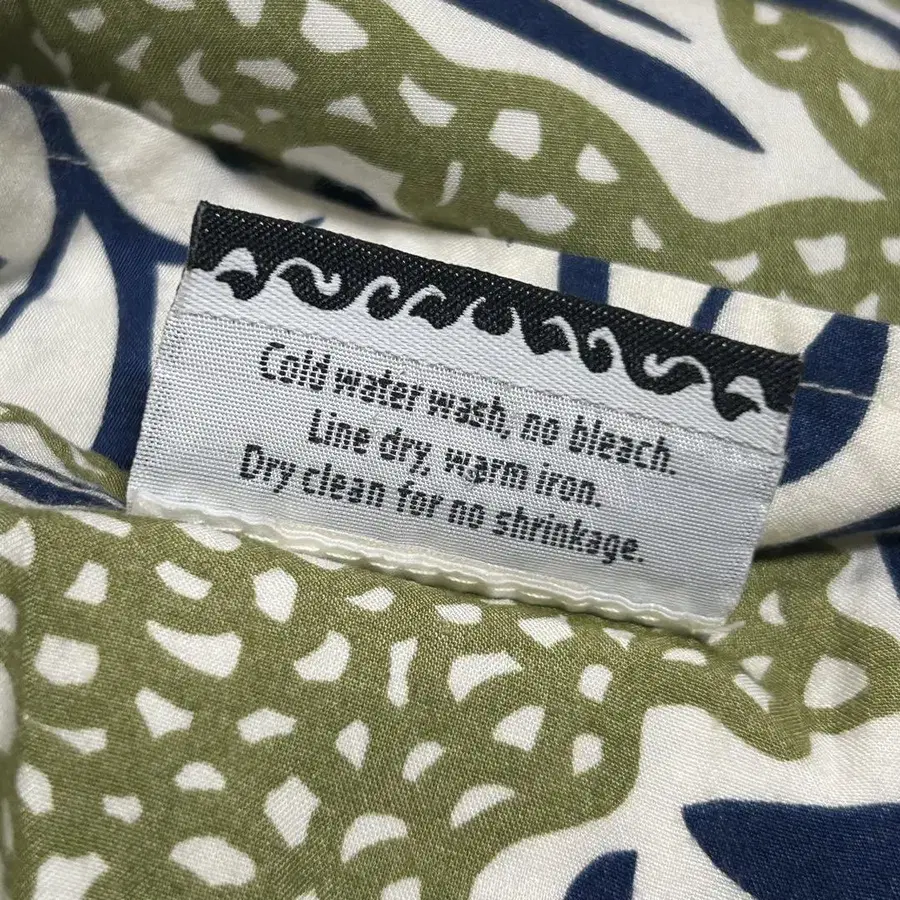 Cold water wash, no bleach.
Line dry, warm iron.
Dry clean for no shrinkage.